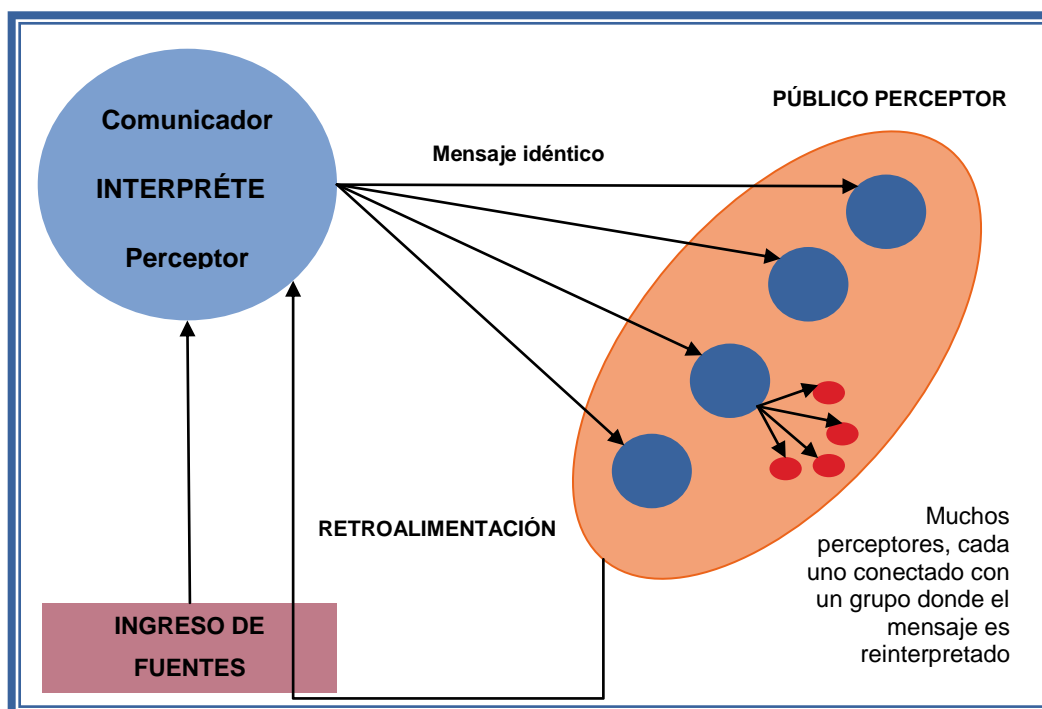 Comunicador
INTERPRÉTE
Perceptor
Mensaje idéntico
PÚBLICO PERCEPTOR
RETROALIMENTACIÓN
INGRESO DE
FUENTES
Muchos
perceptores, cada
uno conectado con
un grupo donde el
mensaje es
reinterpretado